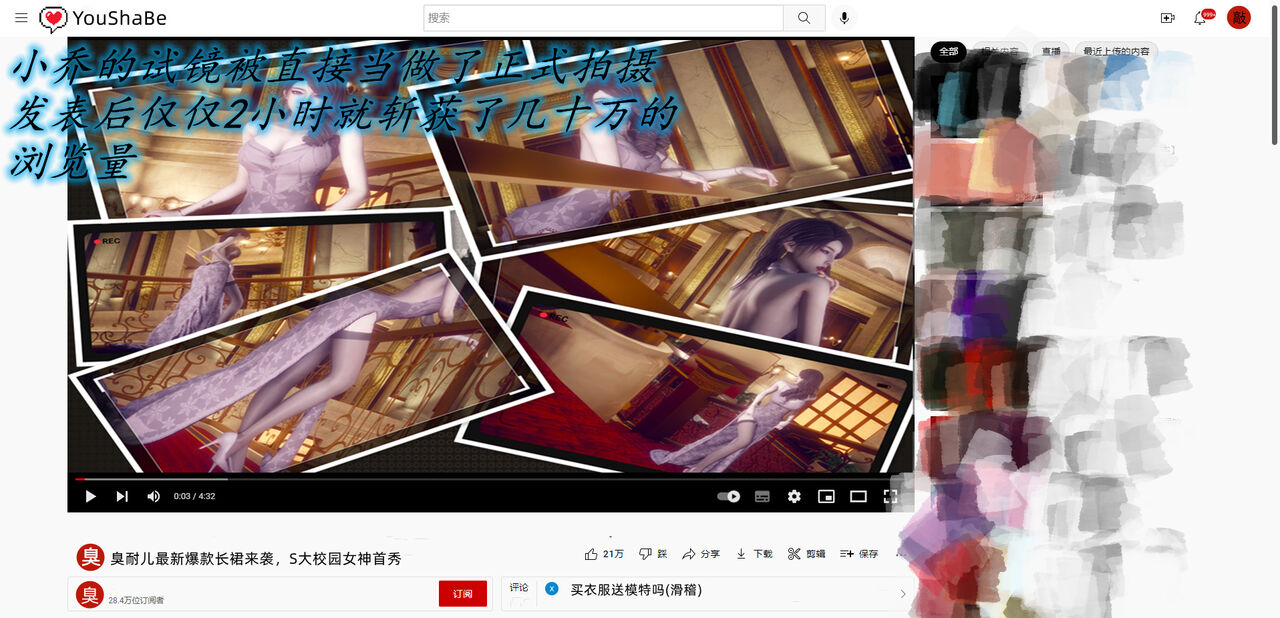 YouShaBe
搜索
999+
敲
小乔的试镜被直接当做了正式拍摄
发表后仅仅2小时就斩获了几十万的
浏览量
全部
相关内容
直播
最近上传的内容
REC
REC
0:03 / 4:32
臭
臭耐儿最新爆款长裙来袭，S大校园女神首秀
21万
踩
分享
下载
剪辑
保存
臭
28.4万位订阅者
订阅
评论
X
买衣服送模特吗(滑稽)